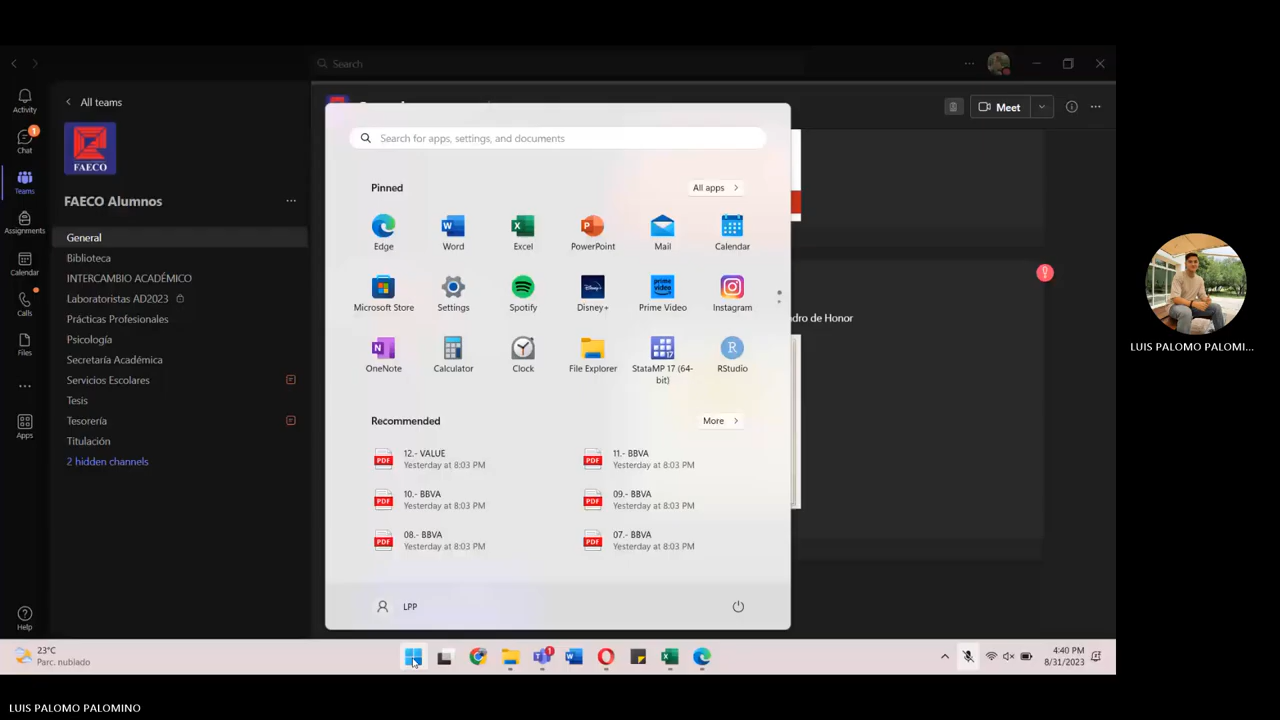 Search
Activity
Chat
1
Teams
Assignments
Calendar
Calls
Files
Apps
Help
All teams
FAECO
FAECO Alumnos
General
Biblioteca
INTERCAMBIO ACADÉMICO
Laboratoristas AD2023
Prácticas Profesionales
Psicología
Secretaría Académica
Servicios Escolares
Tesis
Tesorería
Titulación
2 hidden channels
Meet
dro de Honor
Search for apps, settings, and documents
Pinned
All apps
Edge
Word
Excel
PowerPoint
Mail
Calendar
Microsoft Store
Settings
Spotify
Disney+
Prime Video
Instagram
OneNote
Calculator
Clock
File Explorer
StataMP 17 (64-
bit)
RStudio
Recommended
More
12.- VALUE
Yesterday at 8:03 PM
11.- BBVA
Yesterday at 8:03 PM
10.- BBVA
Yesterday at 8:03 PM
09.- BBVA
Yesterday at 8:03 PM
08.- BBVA
Yesterday at 8:03 PM
07.- BBVA
Yesterday at 8:03 PM
LPP
LUIS PALOMO PALOMI...
23°C
Parc. nublado
1
4:40 PM
8/31/2023
LUIS PALOMO PALOMINO